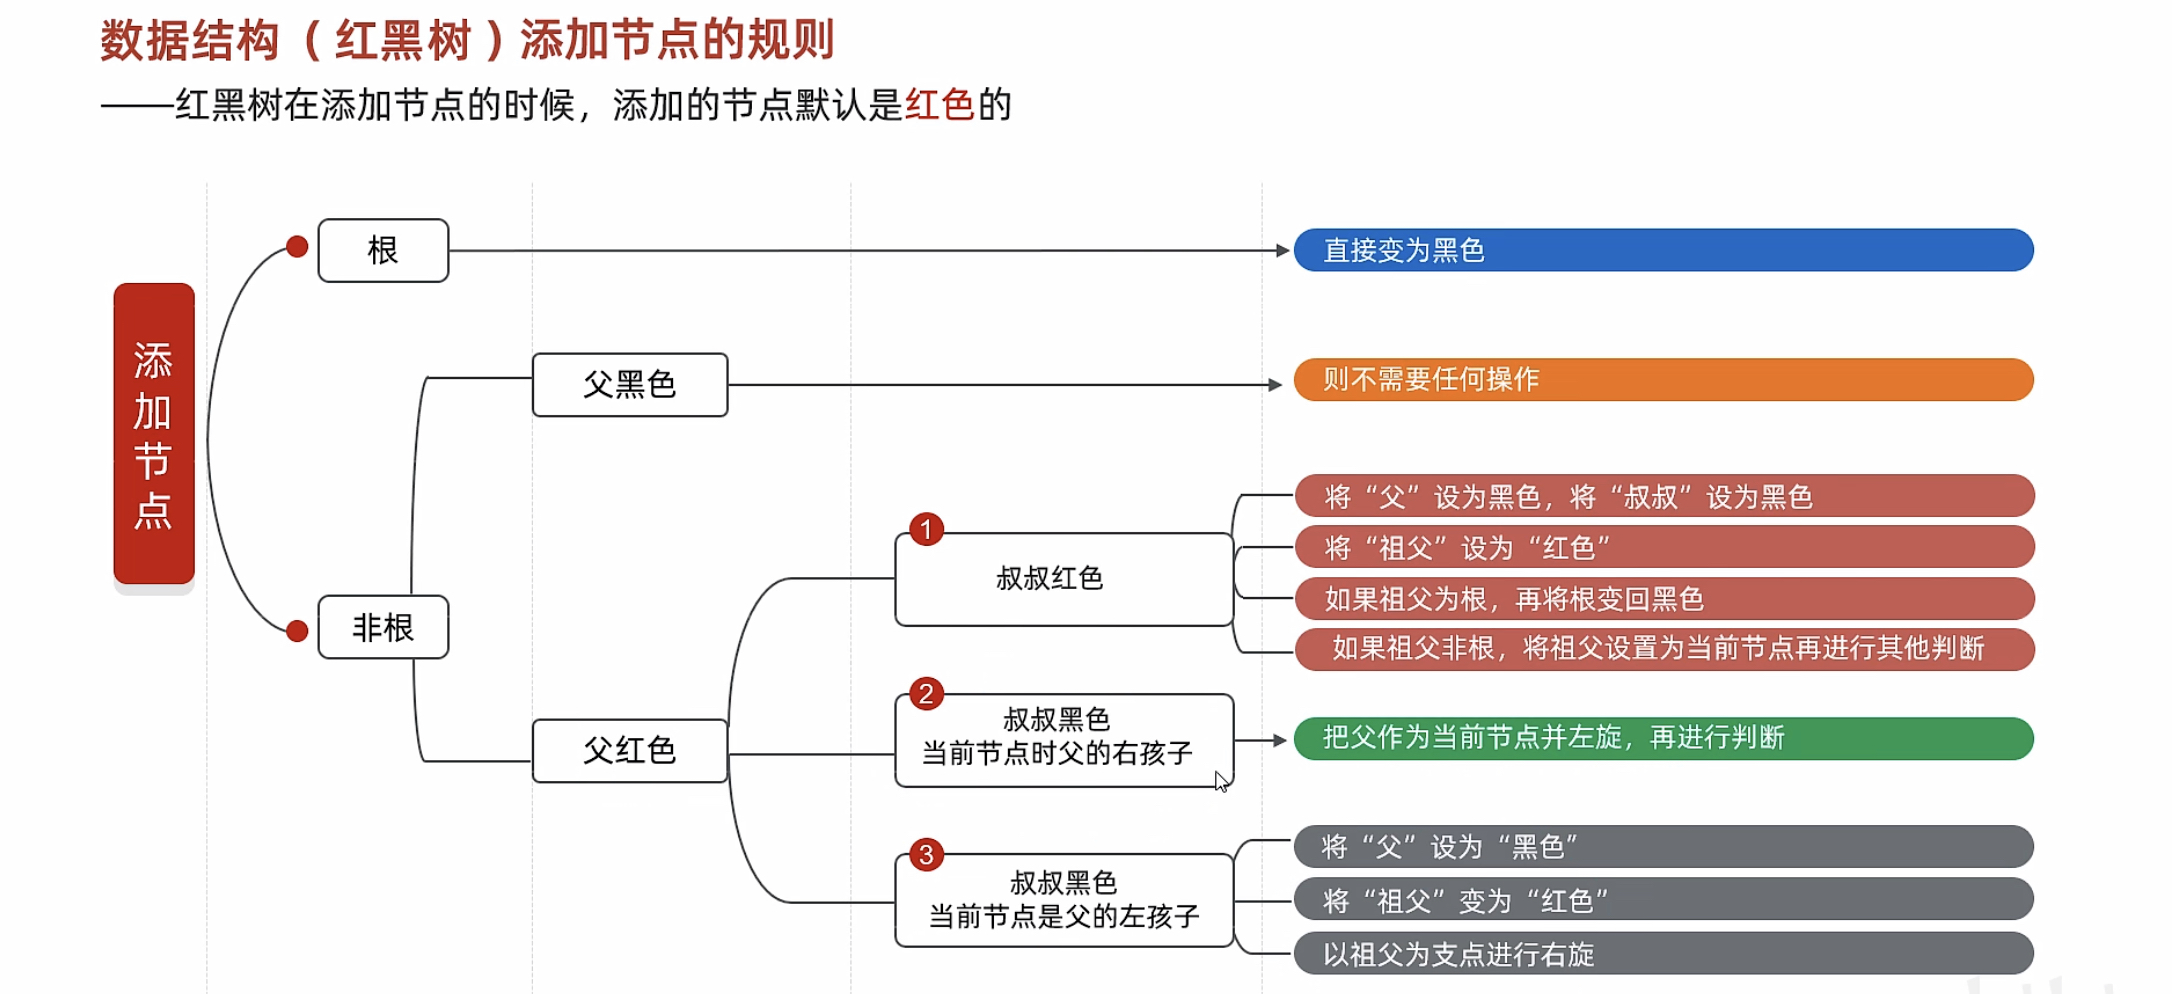 数据结构（红黑树）添加节点的规则
——红黑树在添加节点的时候，添加的节点默认是红色的
添加节点
根
直接变为黑色
非根
父黑色
则不需要任何操作
父红色
1
叔叔红色
将“父”设为黑色，将“叔叔”设为黑色
将“祖父”设为“红色”
如果祖父为根，再将根变回黑色
如果祖父非根，将祖父设置为当前节点再进行其他判断
2
叔叔黑色
当前节点时父的右孩子
把父作为当前节点并左旋，再进行判断
3
叔叔黑色
当前节点是父的左孩子
将“父”设为“黑色”
将“祖父”变为“红色”
以祖父为支点进行右旋